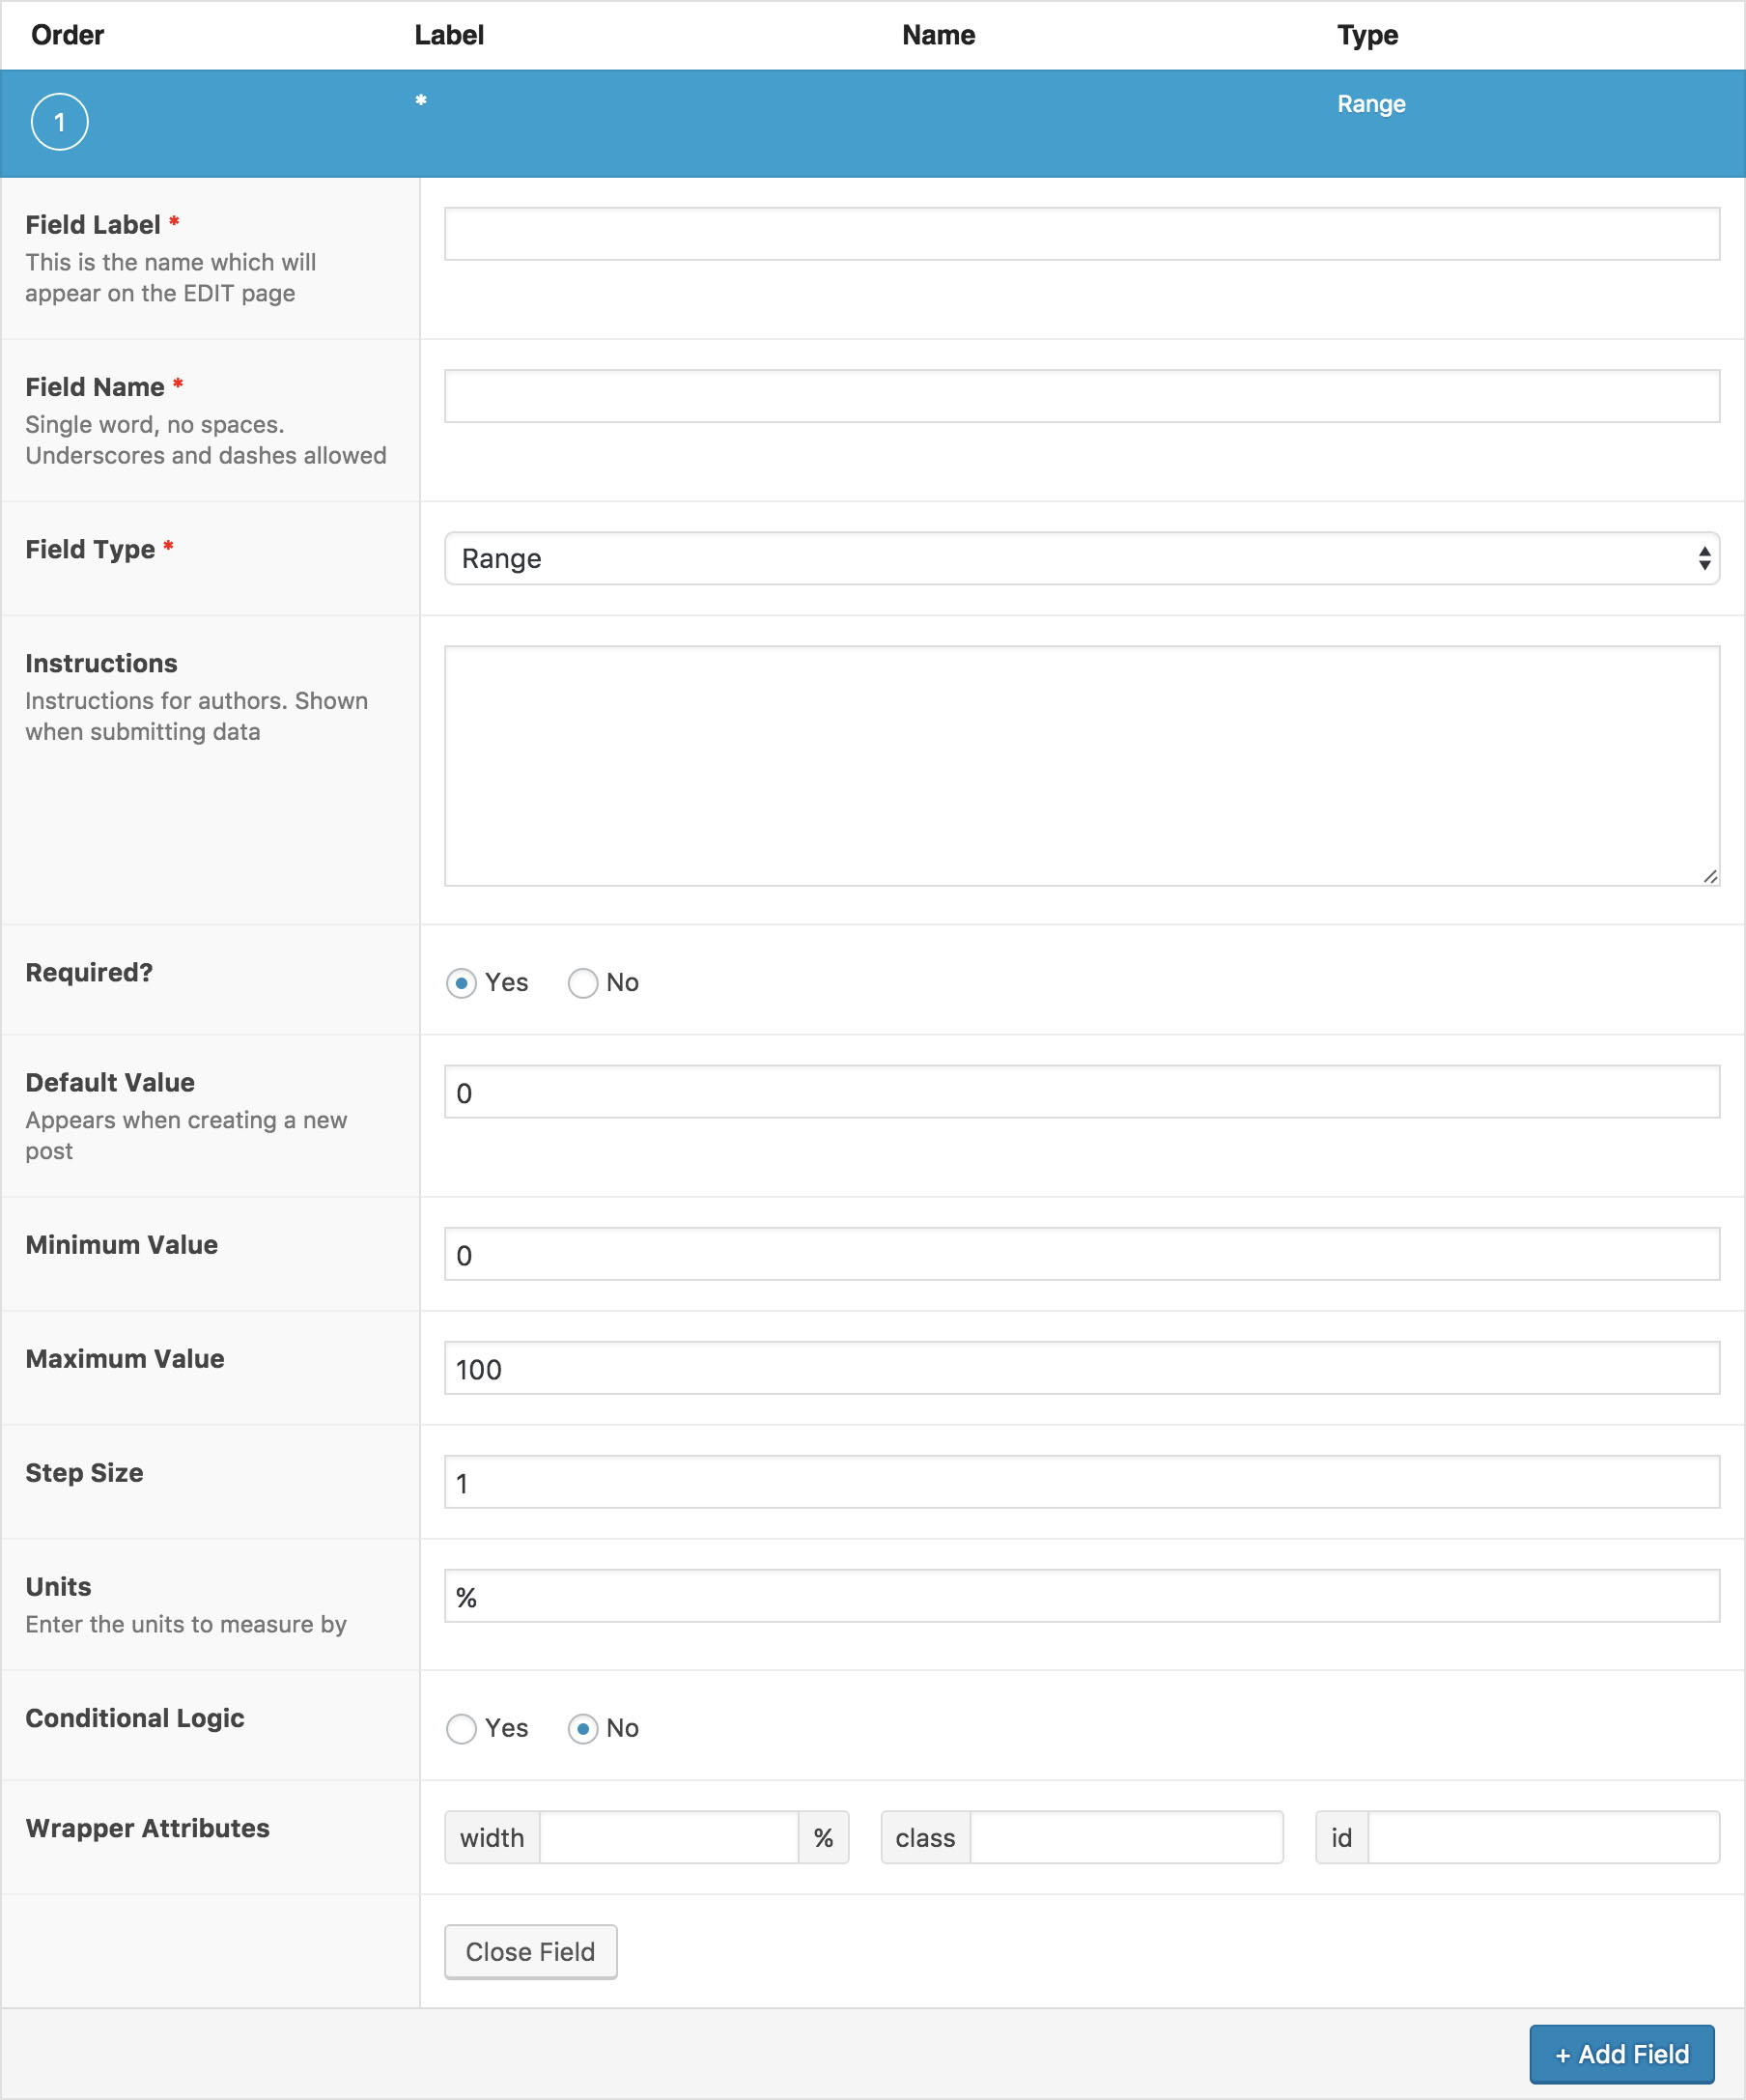 Order Label Name Type
1 * Range
Field Label *
This is the name which will
appear on the EDIT page
Field Name *
Single word, no spaces.
Underscores and dashes allowed
Field Type *
Range
Instructions
Instructions for authors. Shown
when submitting data
Required?
Yes No
Default Value
Appears when creating a new
post
0
Minimum Value
0
Maximum Value
100
Step Size
1
Units
Enter the units to measure by
%
Conditional Logic
Yes No
Wrapper Attributes
width % class id
Close Field
+ Add Field